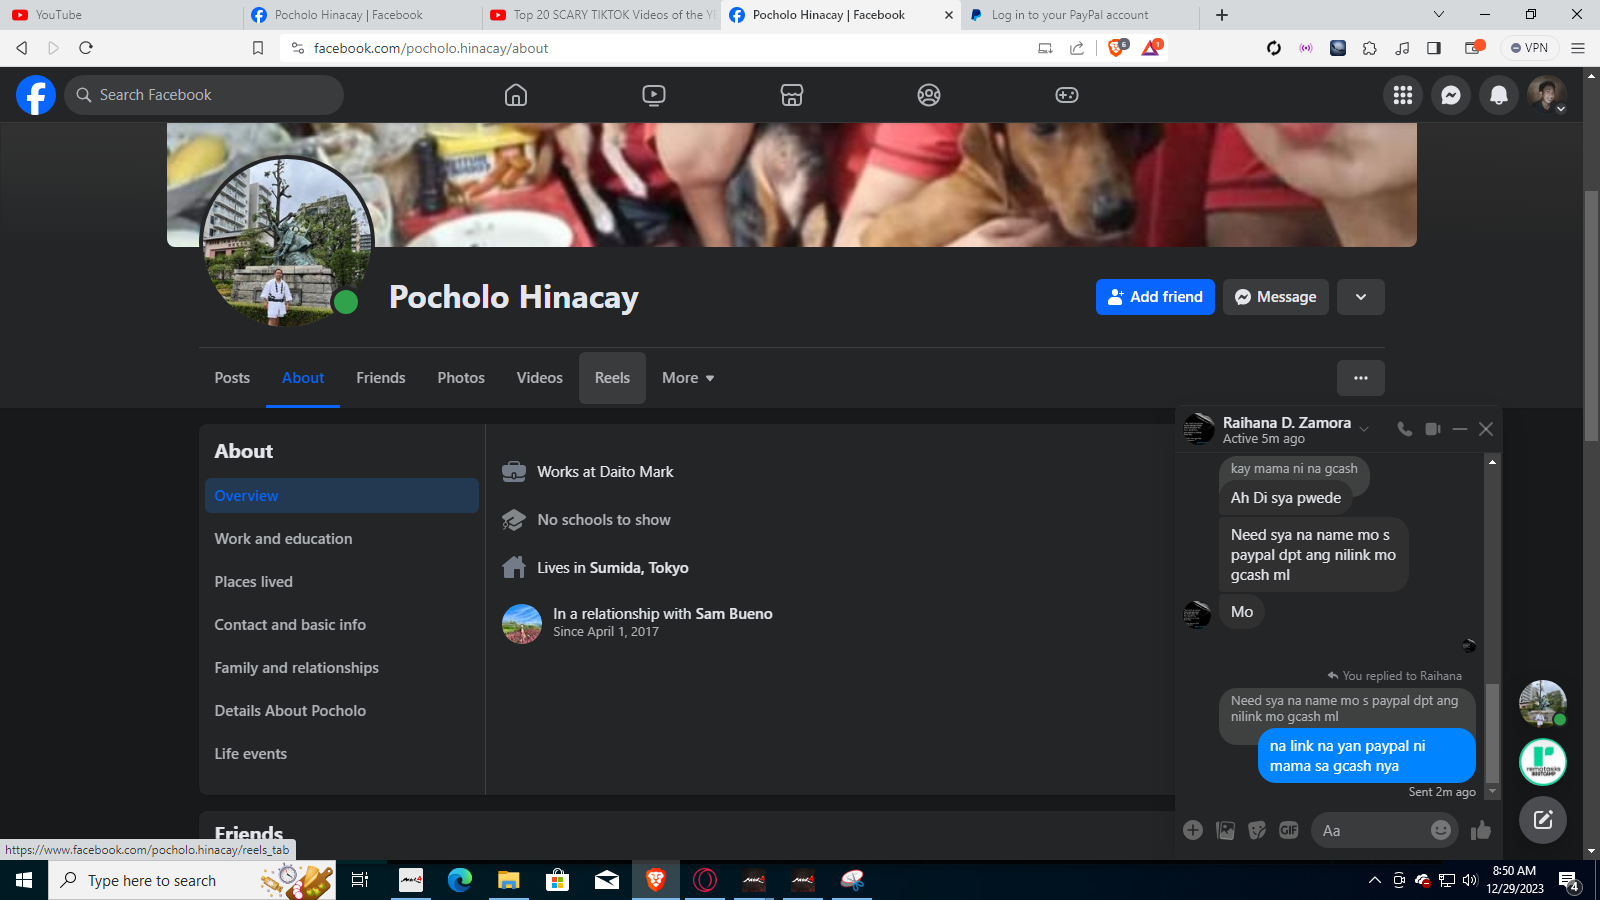 YouTube
Pocholo Hinacay | Facebook
Top 20 SCARY TIKTOK Videos of the YE
Pocholo Hinacay | Facebook
Log in to your PayPal account
facebook.com/pocholo.hinacay/about
6
1
VPN
Search Facebook
Pocholo Hinacay
Add friend
Message
Posts
About
Friends
Photos
Videos
Reels
More
About
Overview
Work and education
Places lived
Contact and basic info
Family and relationships
Details About Pocholo
Life events
Works at Daito Mark
No schools to show
Lives in Sumida, Tokyo
In a relationship with Sam Bueno
Since April 1, 2017
Friends
Raihana D. Zamora
Active 5m ago
kay mama ni na gcash
Ah Di sya pwede
Need sya na name mo s
paypal dpt ang nilink mo
gcash ml
Mo
You replied to Raihana
Need sya na name mo s paypal dpt ang
nilink mo gcash ml
na link na yan paypal ni
mama sa gcash nya
Sent 2m ago
GIF
Aa
remotasks
BOOTCAMP
https://www.facebook.com/pocholo.hinacay/reels_tab
Type here to search
8:50 AM
12/29/2023
4